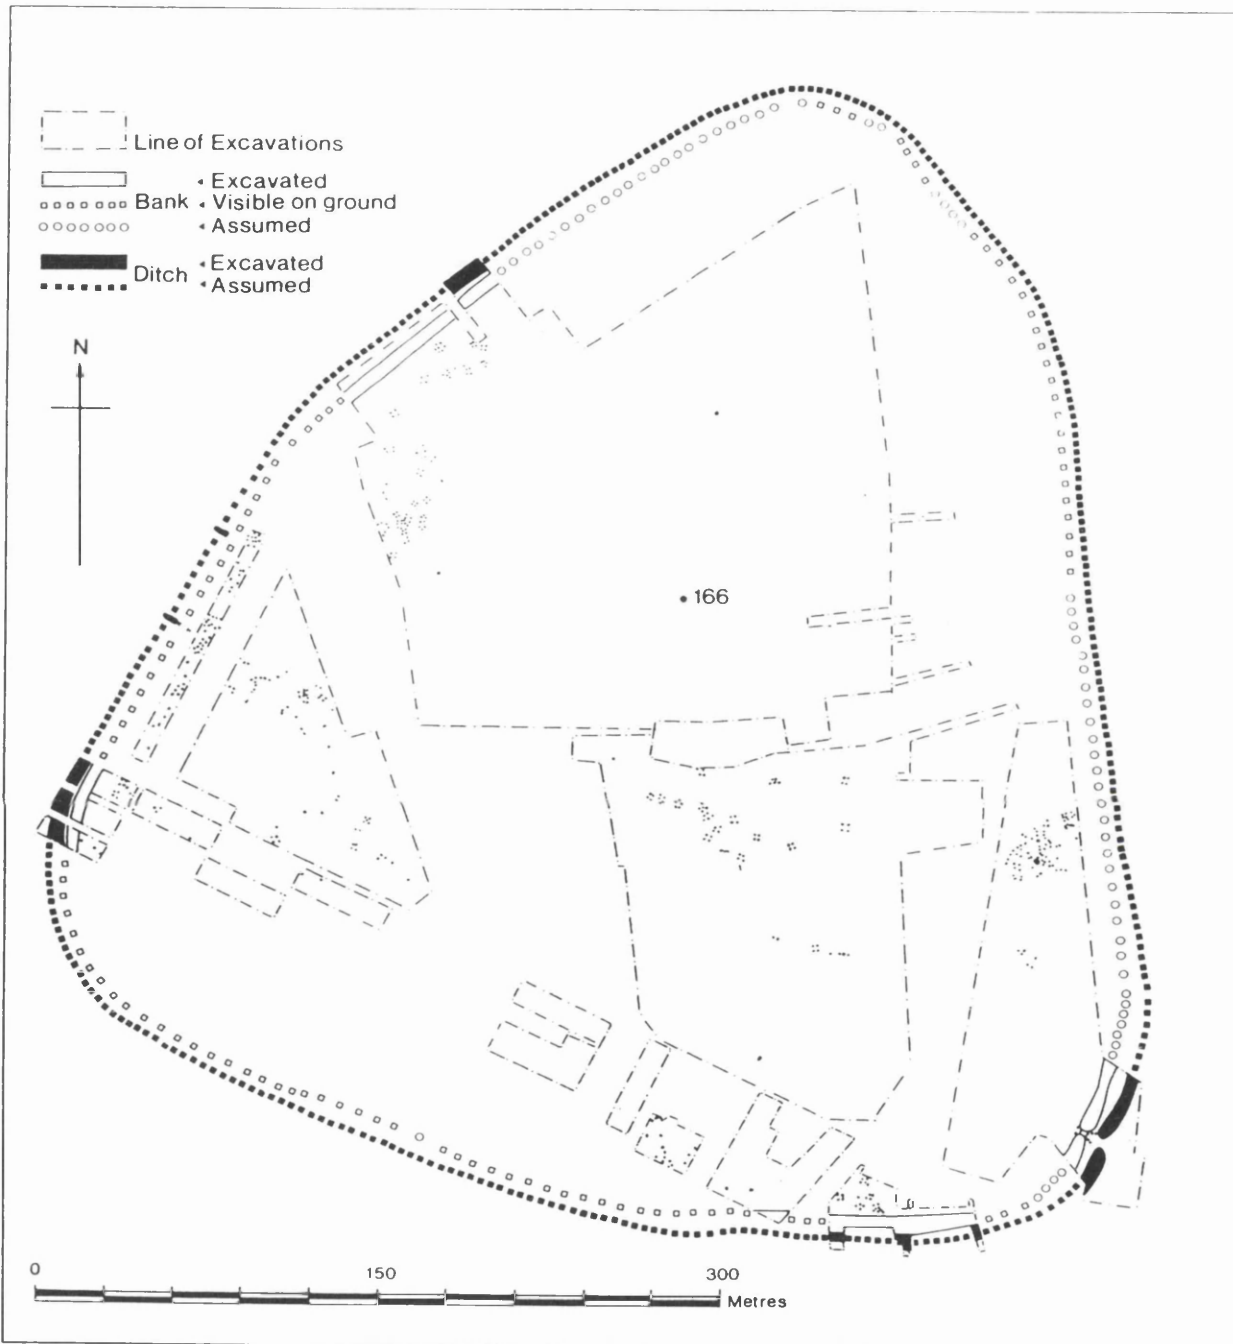 Line of Excavations
Excavated
Bank Visible on ground
Assumed
Excavated
Ditch
Assumed
N
166
0 150 300
Metres